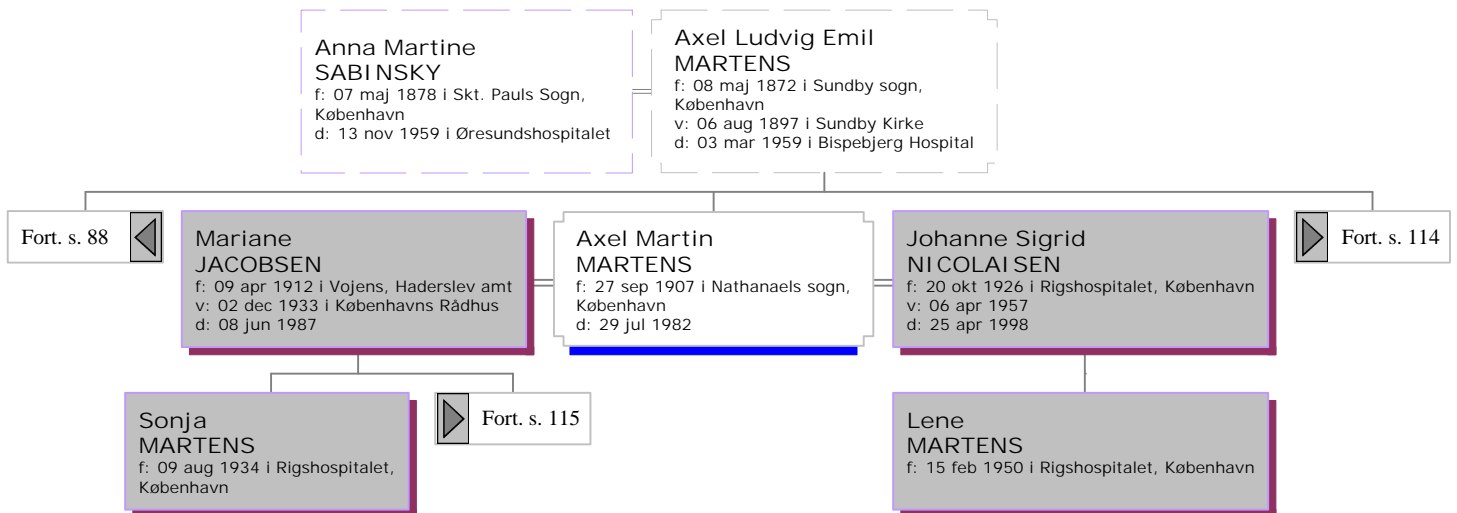 Anna Martine
SABINSKY
f: 07 maj 1878 i Skt. Pauls Sogn,
København
d: 13 nov 1959 i Øresundshospitalet
Axel Ludvig Emil
MARTENS
f: 08 maj 1872 i Sundby sogn,
København
v: 06 aug 1897 i Sundby Kirke
d: 03 mar 1959 i Bispebjerg Hospital
Fort. s. 88
Mariane
JACOBSEN
f: 09 apr 1912 i Vojens, Haderslev amt
v: 02 dec 1933 i Københavns Rådhus
d: 08 jun 1987
Axel Martin
MARTENS
f: 27 sep 1907 i Nathanaels sogn,
København
d: 29 jul 1982
Johanne Sigrid
NICOLAISEN
f: 20 okt 1926 i Rigshospitalet, København
v: 06 apr 1957
d: 25 apr 1998
Fort. s. 114
Sonja
MARTENS
f: 09 aug 1934 i Rigshospitalet,
København
Fort. s. 115
Lene
MARTENS
f: 15 feb 1950 i Rigshospitalet, København